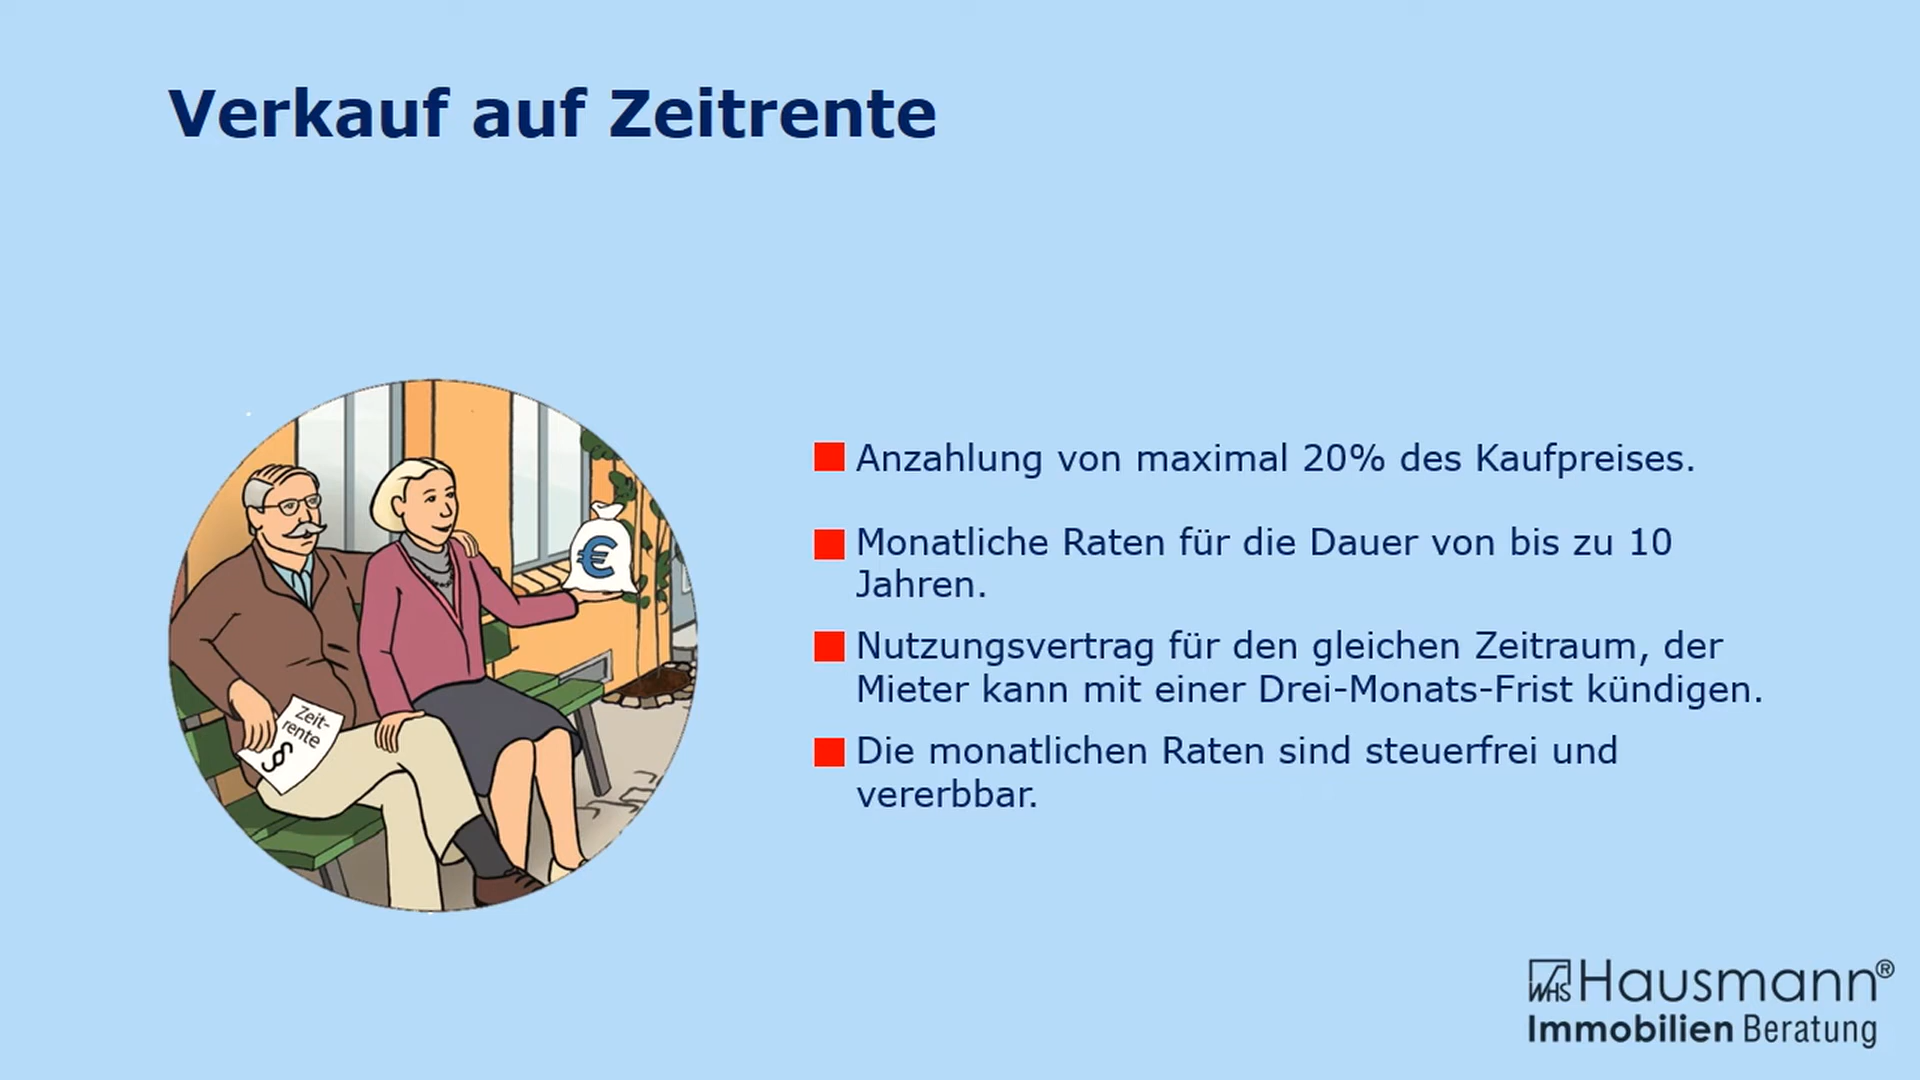 Verkauf auf Zeitrente
Anzahlung von maximal 20% des Kaufpreises.
Monatliche Raten für die Dauer von bis zu 10
Jahren.
Nutzungsvertrag für den gleichen Zeitraum, der
Mieter kann mit einer Drei-Monats-Frist kündigen.
Die monatlichen Raten sind steuerfrei und
vererbbar.
€
Zeit-
rente
§
WHS Hausmann®
Immobilien Beratung